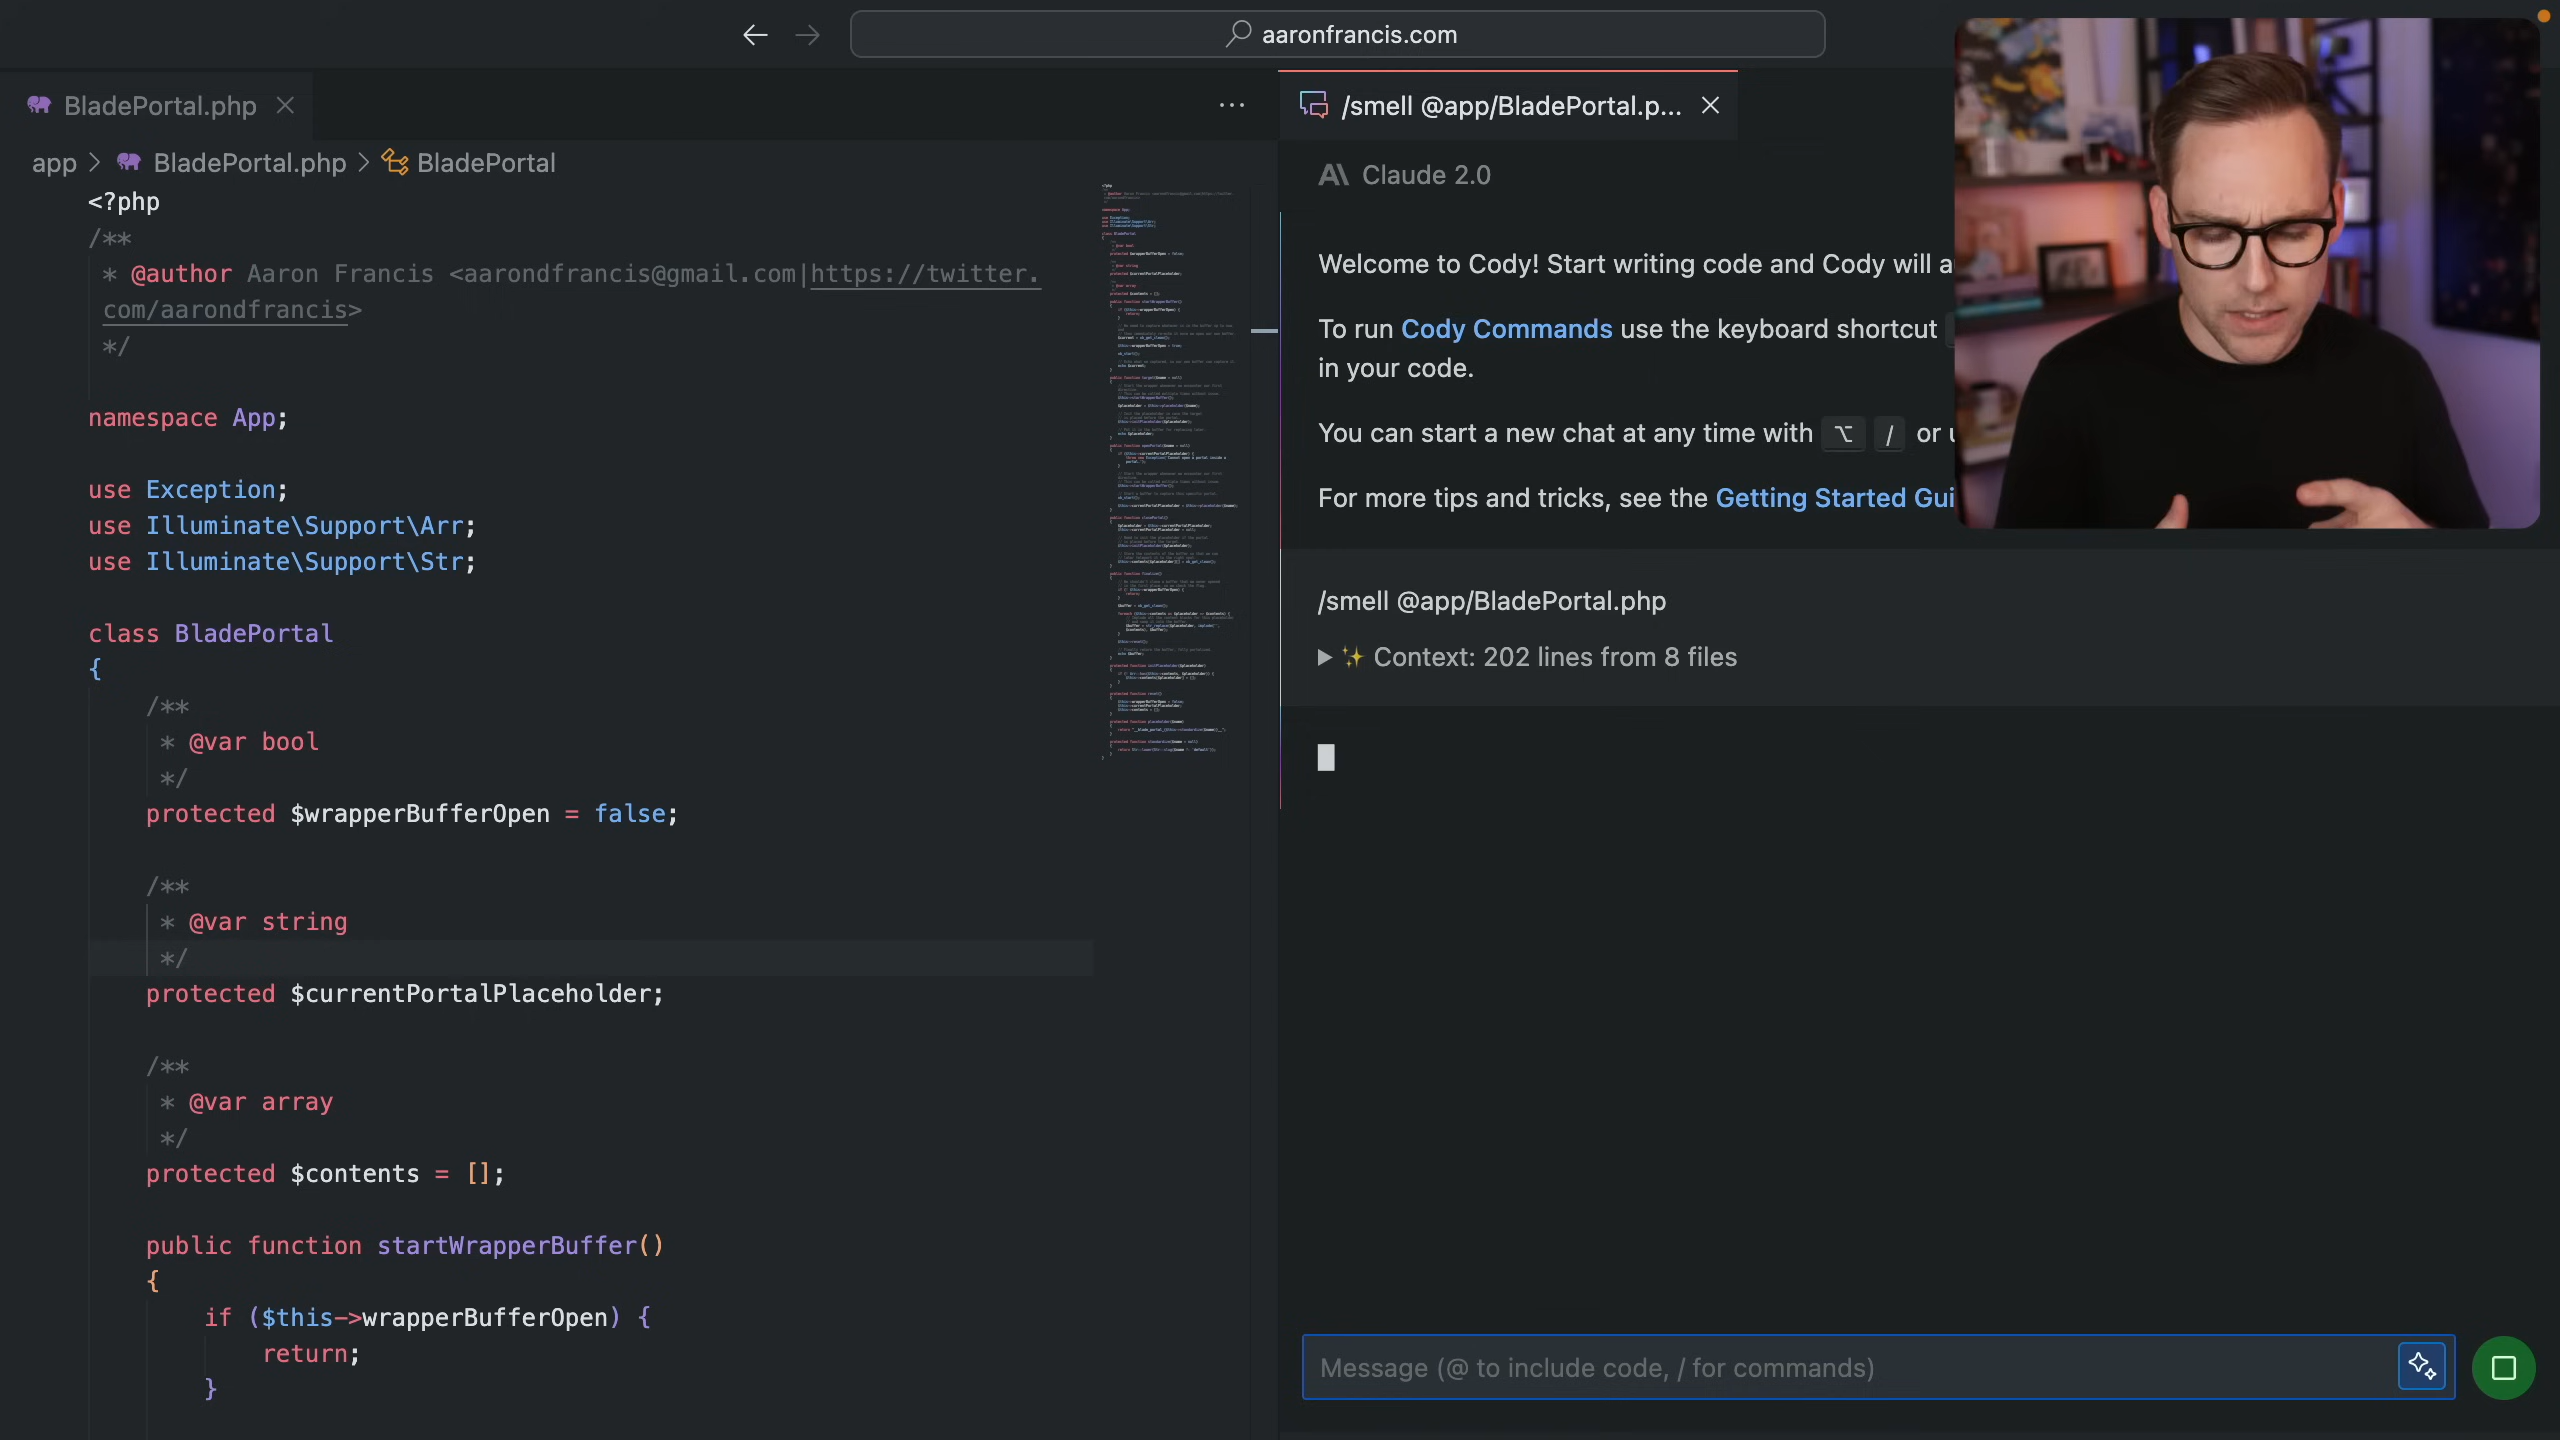 aaronfrancis.com
BladePortal.php
/smell @app/BladePortal.p...
app > BladePortal.php > BladePortal
<?php
/**
* @author Aaron Francis <aarondfrancis@gmail.com|https://twitter.
com/aarondfrancis>
*/
namespace App;
use Exception;
use Illuminate\Support\Arr;
use Illuminate\Support\Str;
class BladePortal
{
/**
* @var bool
*/
protected $wrapperBufferOpen = false;
/**
* @var string
*/
protected $currentPortalPlaceholder;
/**
* @var array
*/
protected $contents = [];
public function startWrapperBuffer()
{
if ($this->wrapperBufferOpen) {
return;
}
Claude 2.0
Welcome to Cody! Start writing code and Cody will a
To run Cody Commands use the keyboard shortcut
in your code.
You can start a new chat at any time with ⌥ / or u
For more tips and tricks, see the Getting Started Gui
/smell @app/BladePortal.php
▶ ✨ Context: 202 lines from 8 files
Message (@ to include code, / for commands)